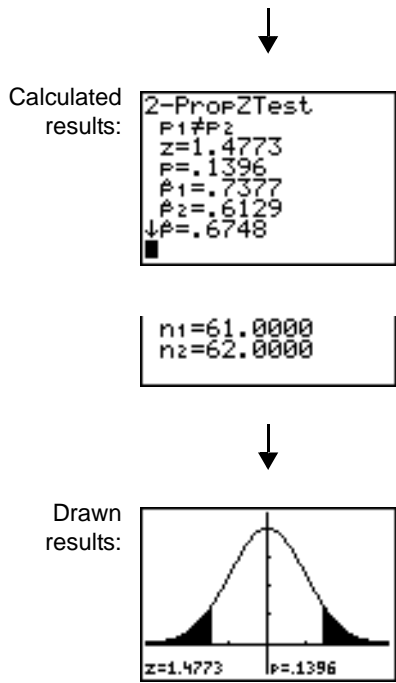 Calculated
results:
2-PropZTest
p1≠p2
z=1.4773
p=.1396
p̂1=.7377
p̂2=.6129
↓p̂=.6748
n1=61.0000
n2=62.0000
Drawn
results:
z=1.4773 p=.1396